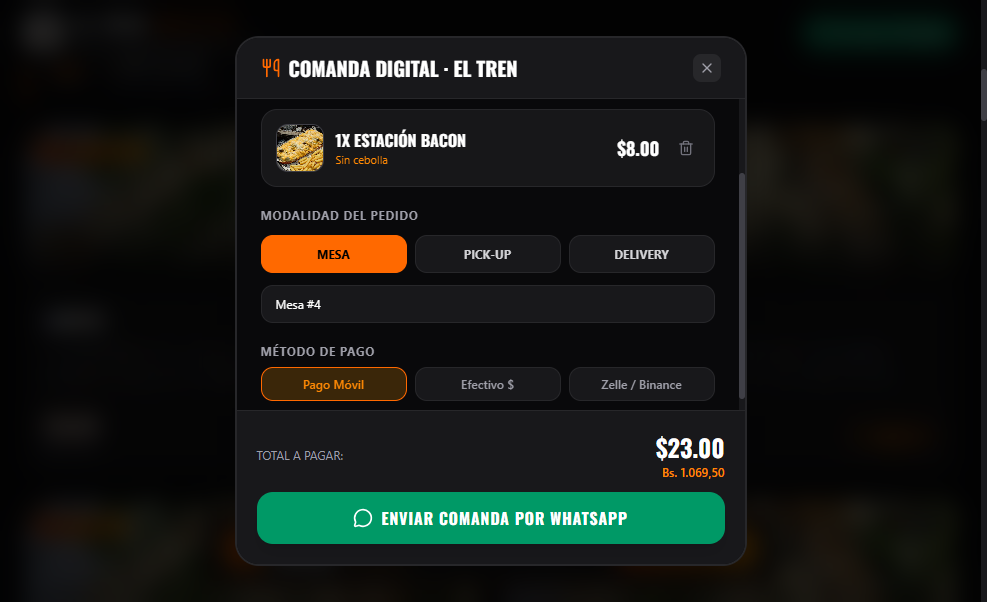 COMANDA DIGITAL · EL TREN
1X ESTACIÓN BACON
Sin cebolla
$8.00
MODALIDAD DEL PEDIDO
MESA
PICK-UP
DELIVERY
Mesa #4
MÉTODO DE PAGO
Pago Móvil
Efectivo $
Zelle / Binance
TOTAL A PAGAR:
$23.00
Bs. 1.069,50
ENVIAR COMANDA POR WHATSAPP